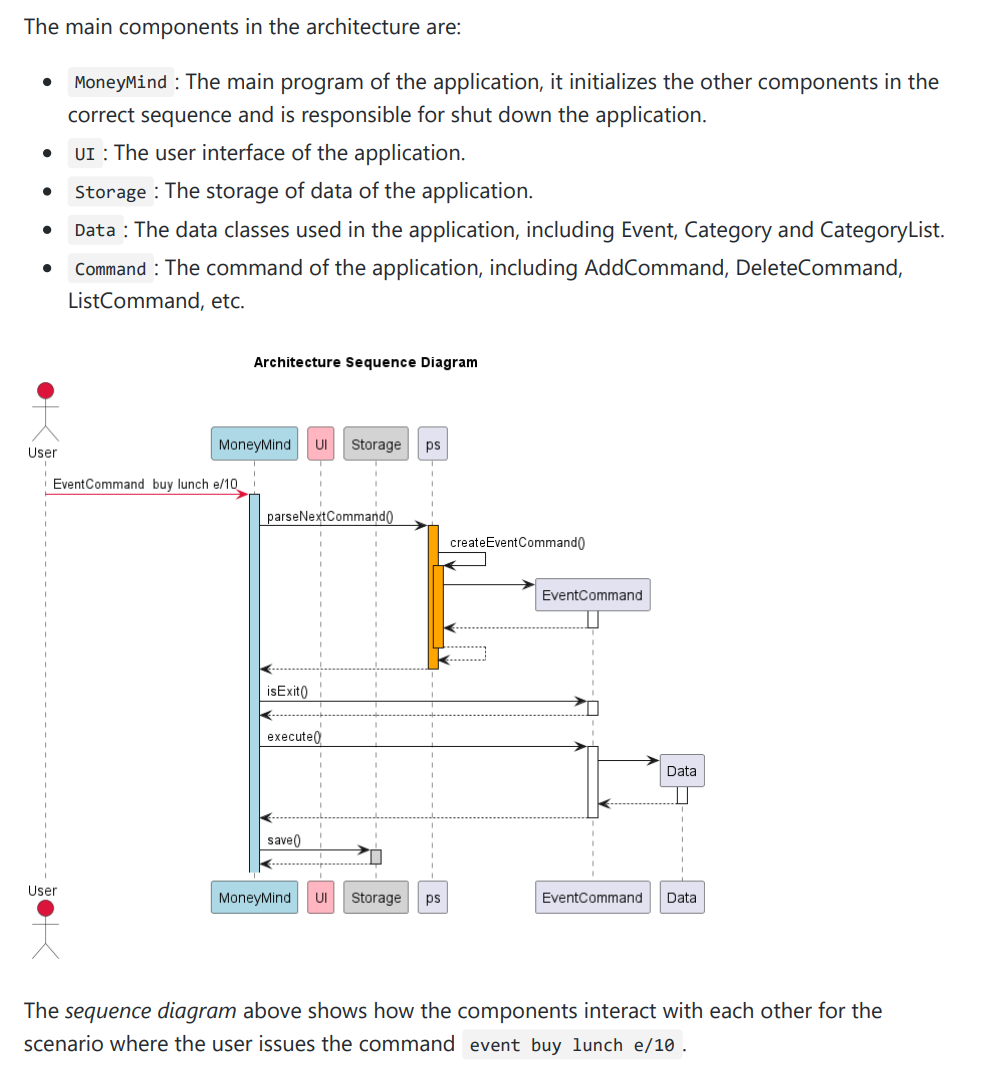 The main components in the architecture are:
MoneyMind : The main program of the application, it initializes the other components in the
correct sequence and is responsible for shut down the application.
UI : The user interface of the application.
Storage : The storage of data of the application.
Data : The data classes used in the application, including Event, Category and CategoryList.
Command : The command of the application, including AddCommand, DeleteCommand,
ListCommand, etc.
Architecture Sequence Diagram
User
MoneyMind UI Storage ps
EventCommand buy lunch e/10
parseNextCommand()
createEventCommand()
EventCommand
isExit()
execute()
Data
save()
User
MoneyMind UI Storage ps EventCommand Data
The sequence diagram above shows how the components interact with each other for the
scenario where the user issues the command event buy lunch e/10 .